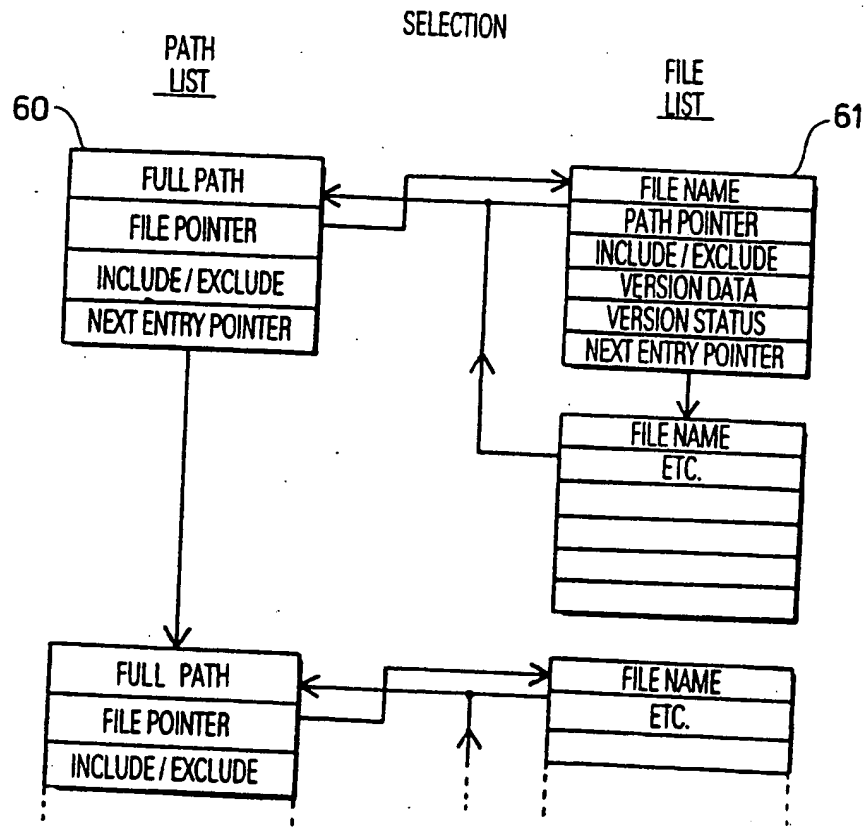 SELECTION
PATH
LIST
FILE
LIST
60
61
FULL PATH
FILE POINTER
INCLUDE / EXCLUDE
NEXT ENTRY POINTER
FILE NAME
PATH POINTER
INCLUDE / EXCLUDE
VERSION DATA
VERSION STATUS
NEXT ENTRY POINTER
FILE NAME
ETC.
FULL PATH
FILE POINTER
INCLUDE / EXCLUDE
FILE NAME
ETC.